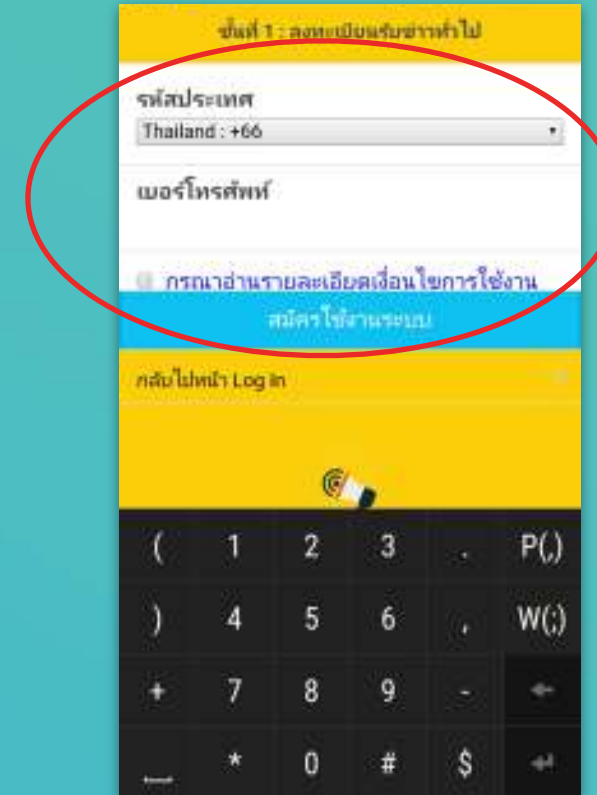 ขั้นที่ 1 : ลงทะเบียนรับข่าวทั่วไป
รหัสประเทศ
Thailand : +66
เบอร์โทรศัพท์
กรุณาอ่านรายละเอียดเงื่อนไขการใช้งาน
สมัครใช้งานระบบ
กลับไปหน้า Log in
( 1 2 3 . P(,)
) 4 5 6 , W(;)
+ 7 8 9 -
* 0 # $